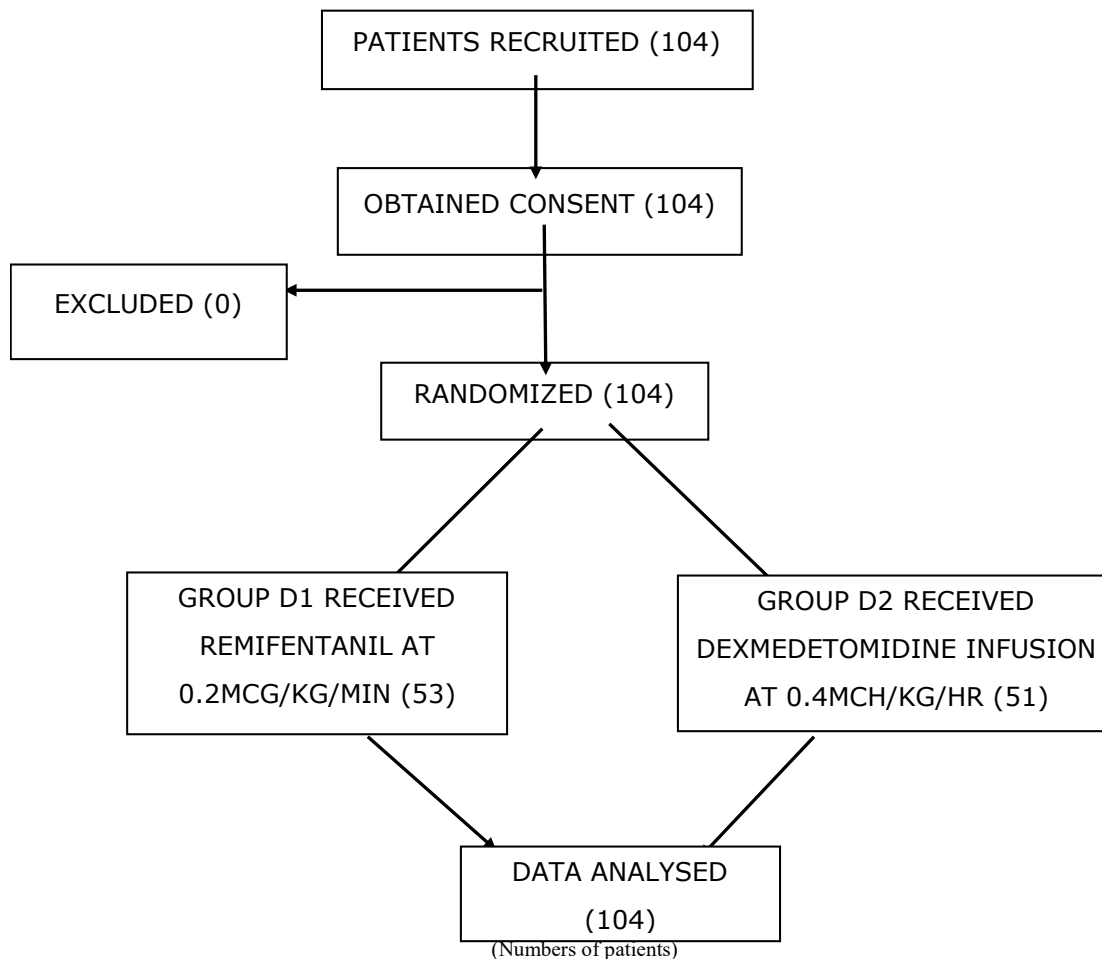 PATIENTS RECRUITED (104)
OBTAINED CONSENT (104)
EXCLUDED (0)
RANDOMIZED (104)
GROUP D1 RECEIVED
REMIFENTANIL AT
0.2MCG/KG/MIN (53)
GROUP D2 RECEIVED
DEXMEDETOMIDINE INFUSION
AT 0.4MCH/KG/HR (51)
DATA ANALYSED
(104)
(Numbers of patients)